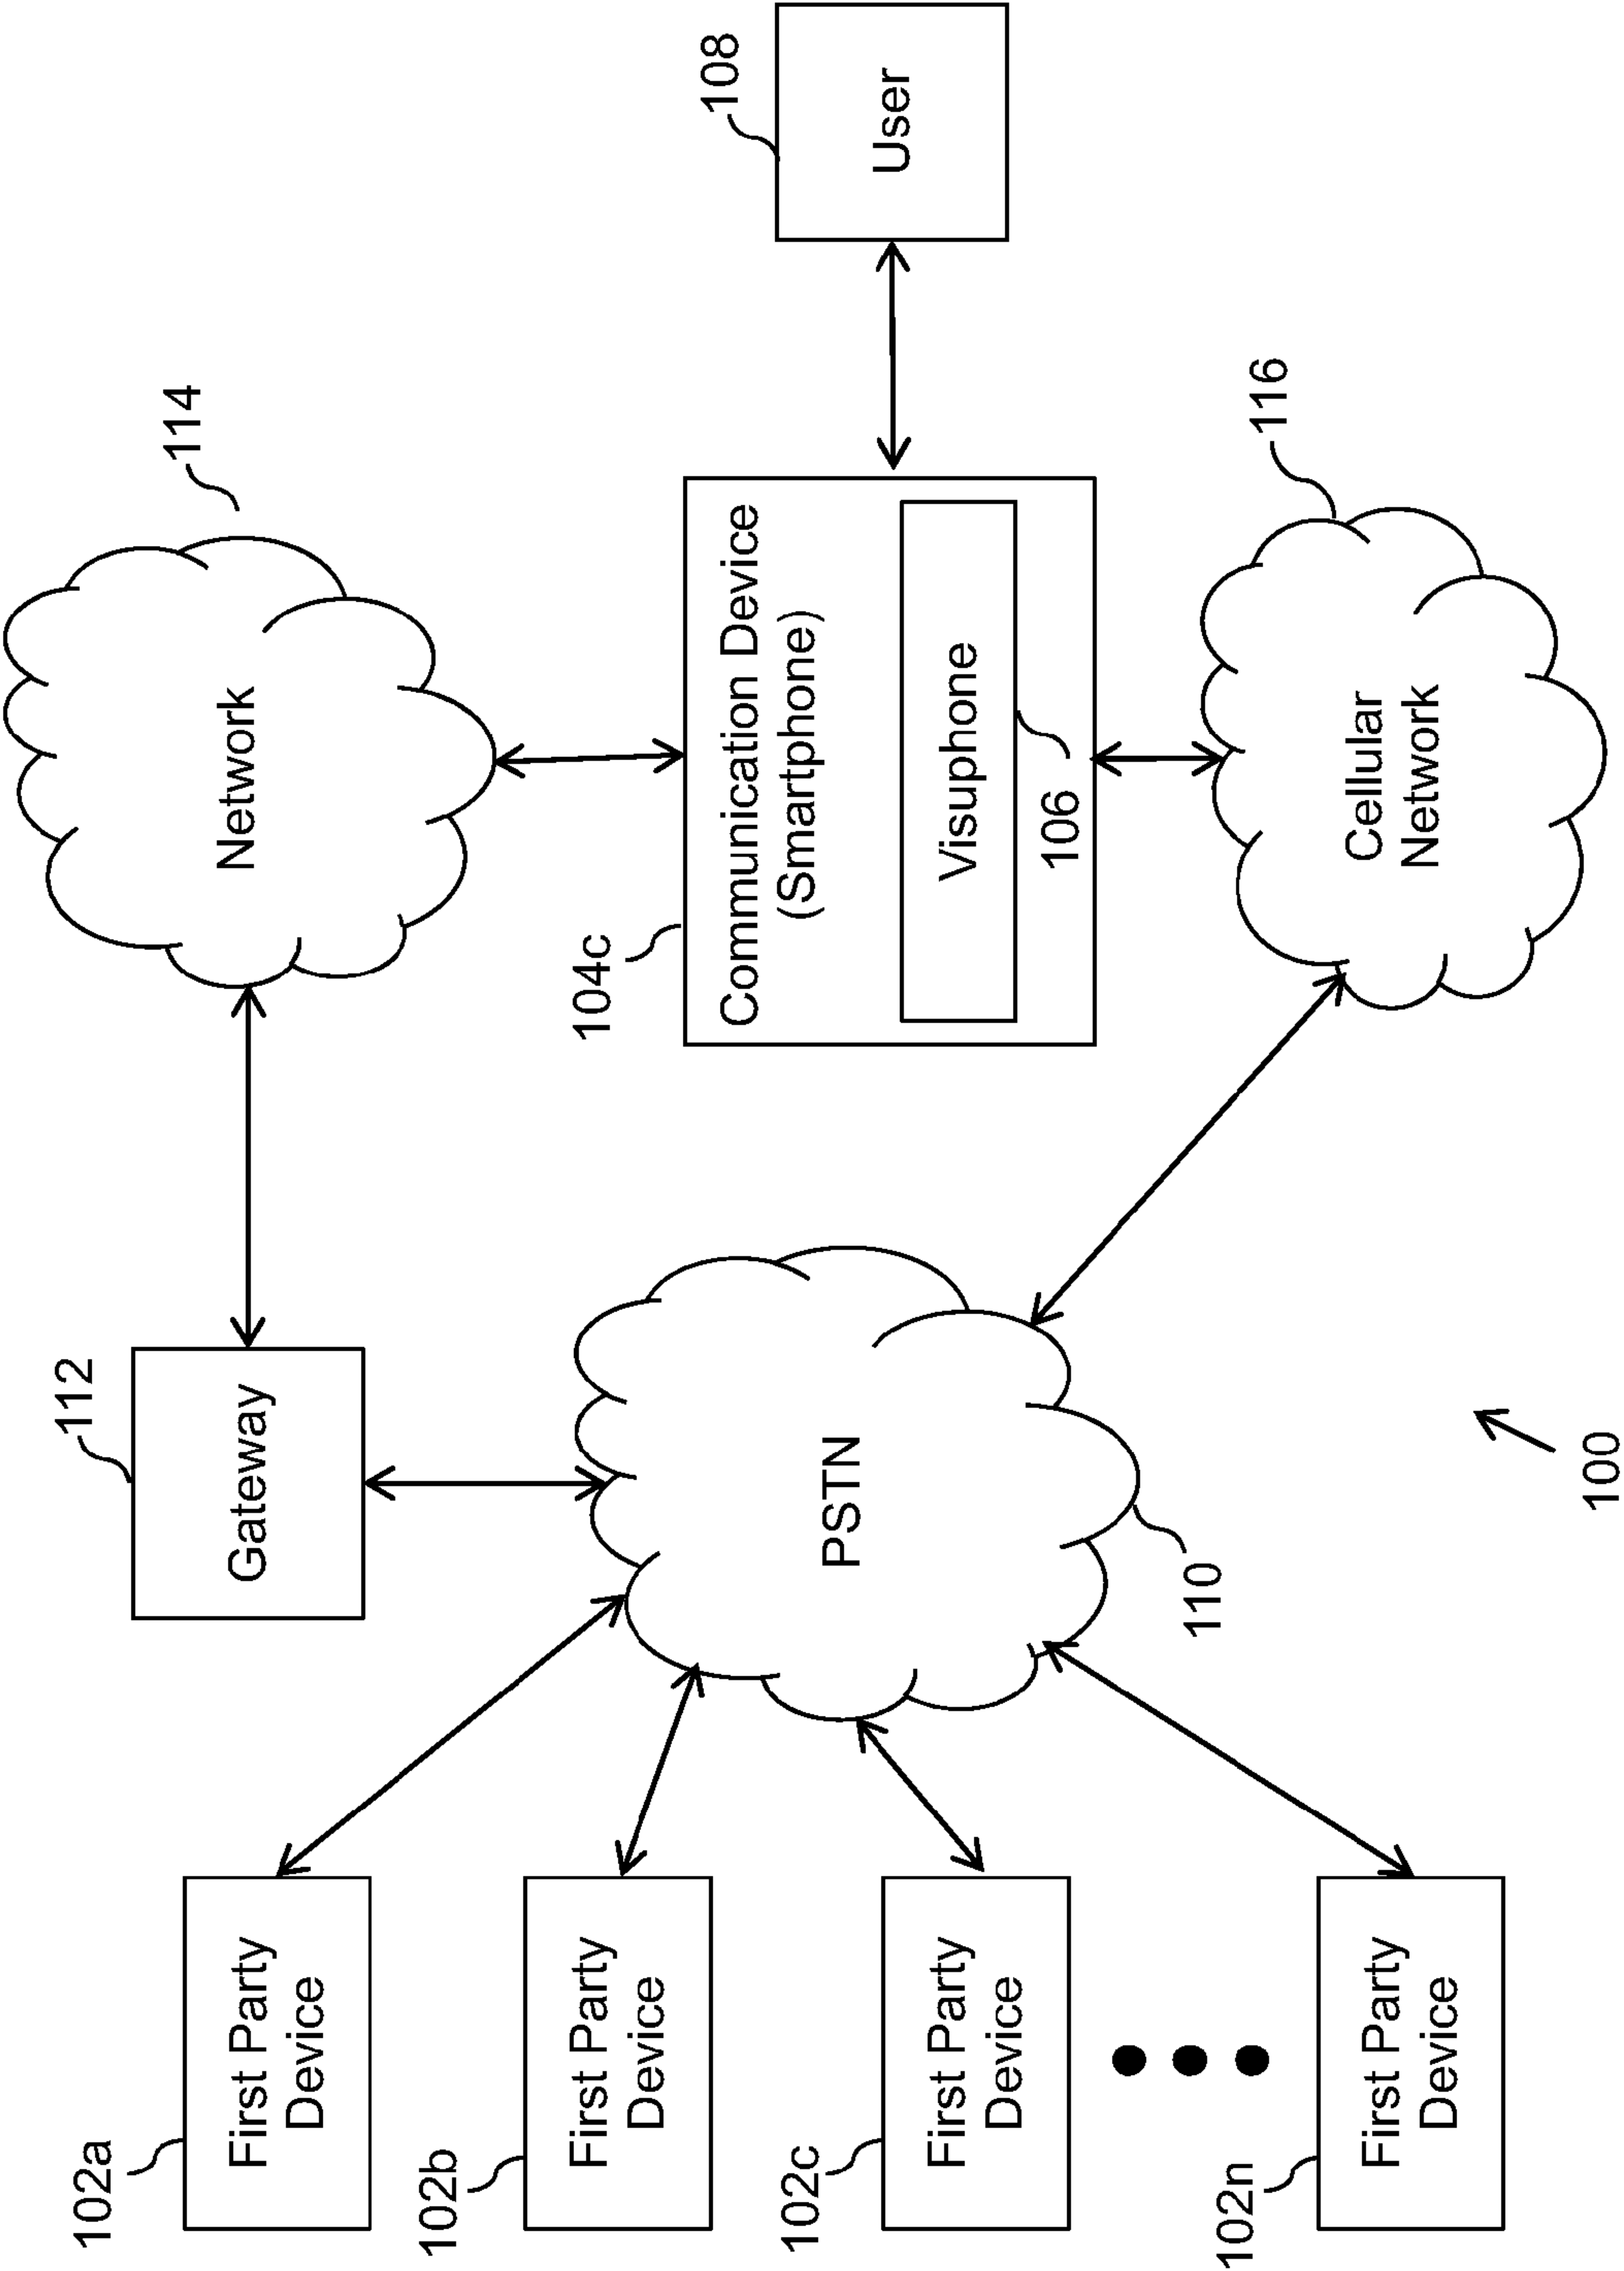 102a
First Party
Device
102b
First Party
Device
102c
First Party
Device
102n
First Party
Device
112
Gateway
PSTN
110
100
114
Network
104c
Communication Device
(Smartphone)
Visuphone
106
108
User
116
Cellular
Network